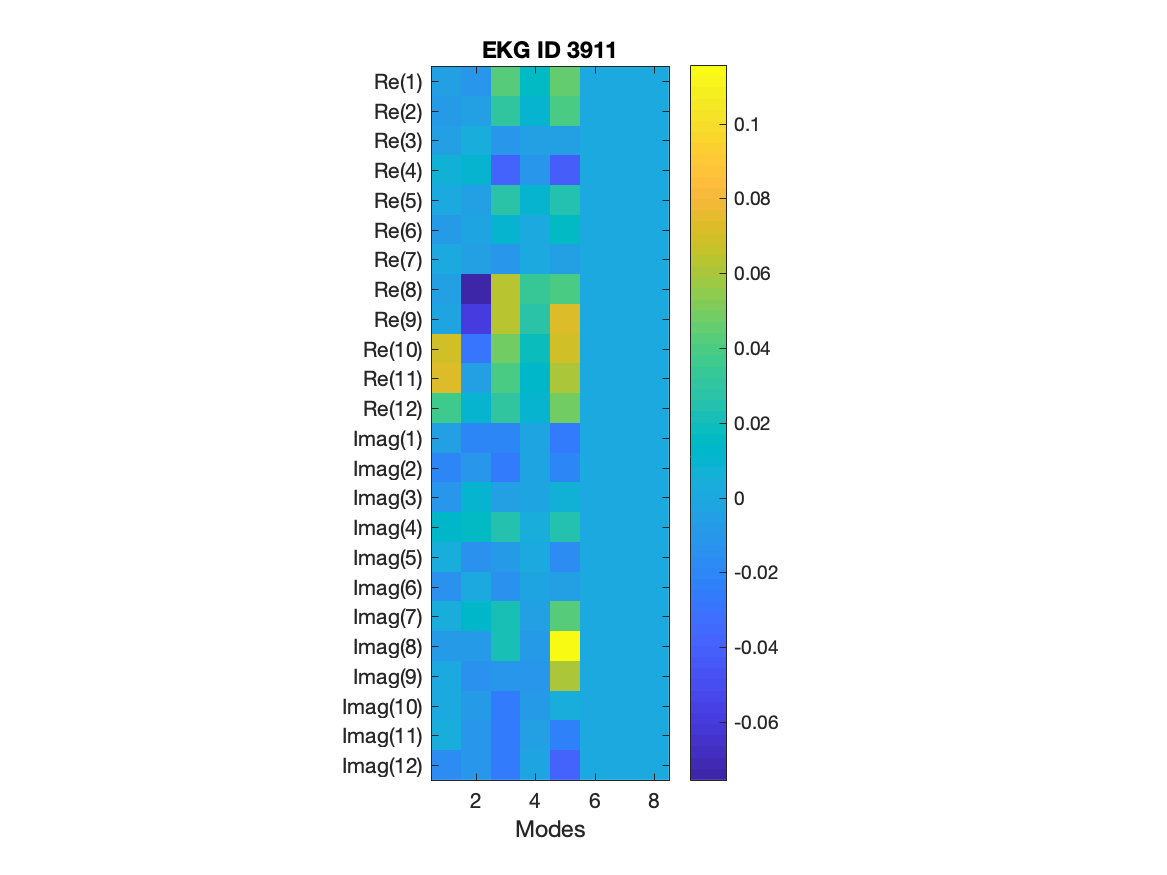 EKG ID 3911
Re(1)
Re(2)
Re(3)
Re(4)
Re(5)
Re(6)
Re(7)
Re(8)
Re(9)
Re(10)
Re(11)
Re(12)
Imag(1)
Imag(2)
Imag(3)
Imag(4)
Imag(5)
Imag(6)
Imag(7)
Imag(8)
Imag(9)
Imag(10)
Imag(11)
Imag(12)
2 4 6 8
Modes
0.1
0.08
0.06
0.04
0.02
0
-0.02
-0.04
-0.06